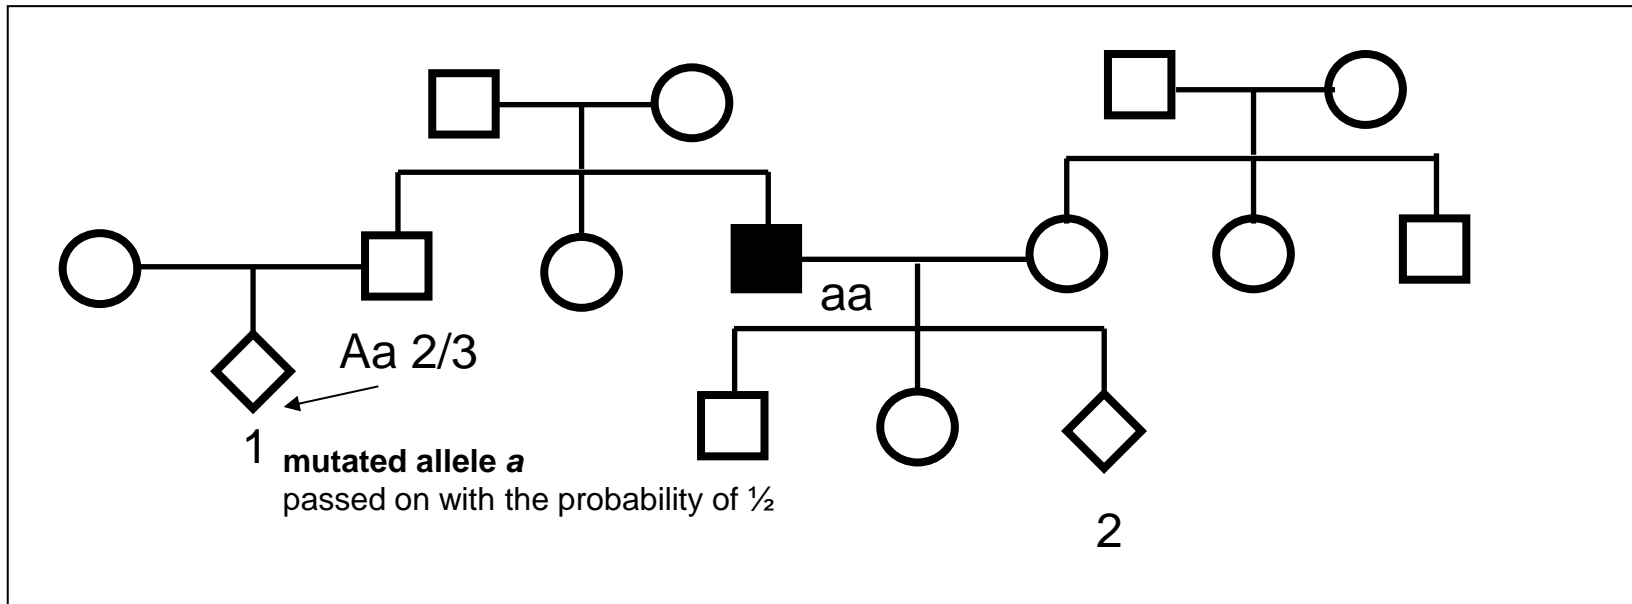 aa
Aa 2/3
1
mutated allele a
passed on with the probability of ½
2